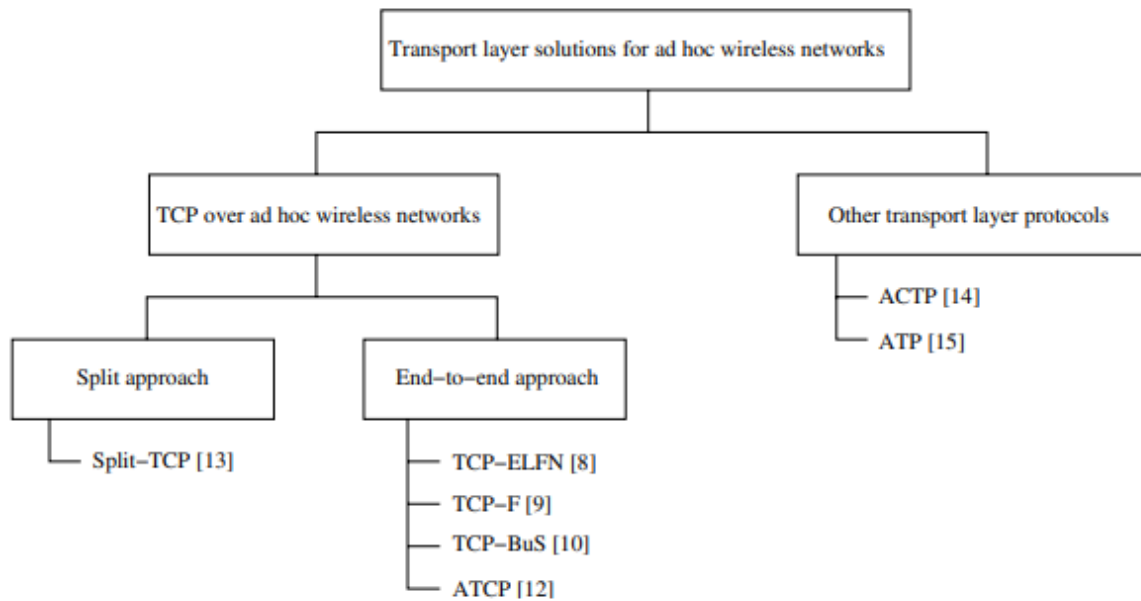 Transport layer solutions for ad hoc wireless networks
TCP over ad hoc wireless networks
Other transport layer protocols
ACTP [14]
ATP [15]
Split approach
End−to−end approach
Split−TCP [13]
TCP−ELFN [8]
TCP−F [9]
TCP−BuS [10]
ATCP [12]